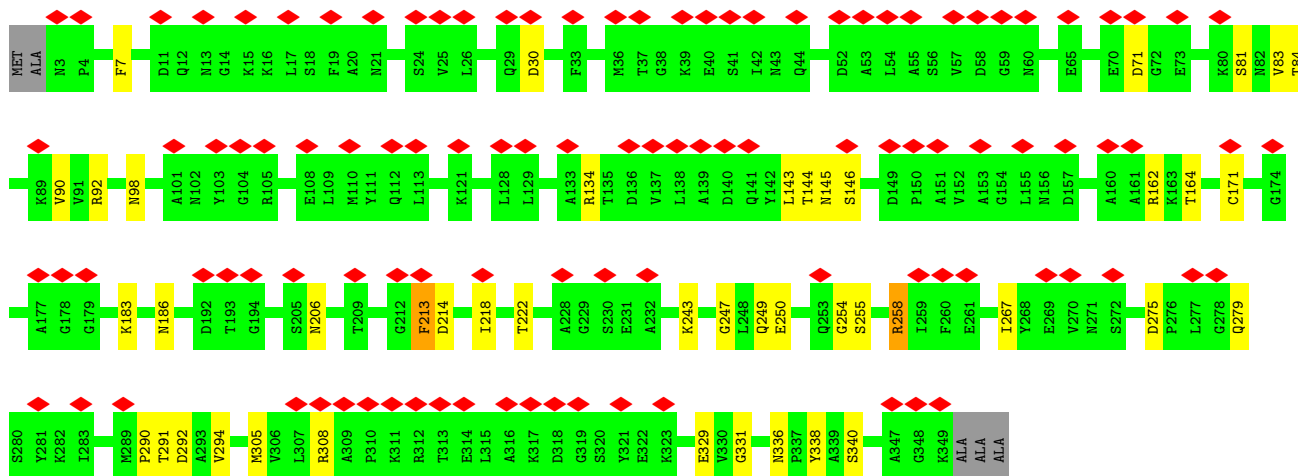 MET ALA N3 P4 F7 D11 Q12 N13 G14 K15 K16 L17 S18 F19 A20 N21 S24 V25 L26 Q29 D30 F33 M36 T37 G38 K39 E40 S41 I42 N43 Q44 D52 A53 L54 A55 S56 V57 D58 G59 N60 E65 E70 D71 G72 E73 K80 S81 N82 V83 T84
K89 V90 V91 R92 N98 A101 N102 Y103 G104 R105 E108 L109 M110 Y111 Q112 L113 K121 L128 L129 A133 R134 T135 D136 V137 L138 A139 D140 Q141 Y142 L143 T144 N145 S146 D149 P150 A151 V152 A153 G154 L155 N156 D157 A160 A161 R162 K163 T164 C171 G174
A177 G178 G179 K183 N186 D192 T193 G194 S205 N206 T209 G212 F213 D214 I218 T222 A228 G229 S230 E231 A232 K243 G247 L248 Q249 E250 Q253 G254 S255 R258 I259 F260 E261 I267 Y268 E269 V270 N271 S272 D275 P276 L277 G278 Q279
S280 Y281 K282 I283 M289 P290 T291 D292 A293 V294 M305 V306 L307 R308 A309 P310 K311 R312 T313 E314 L315 A316 K317 D318 G319 S320 Y321 E322 K323 E329 V330 G331 N336 P337 Y338 A339 S340 A347 G348 K349 ALA ALA ALA